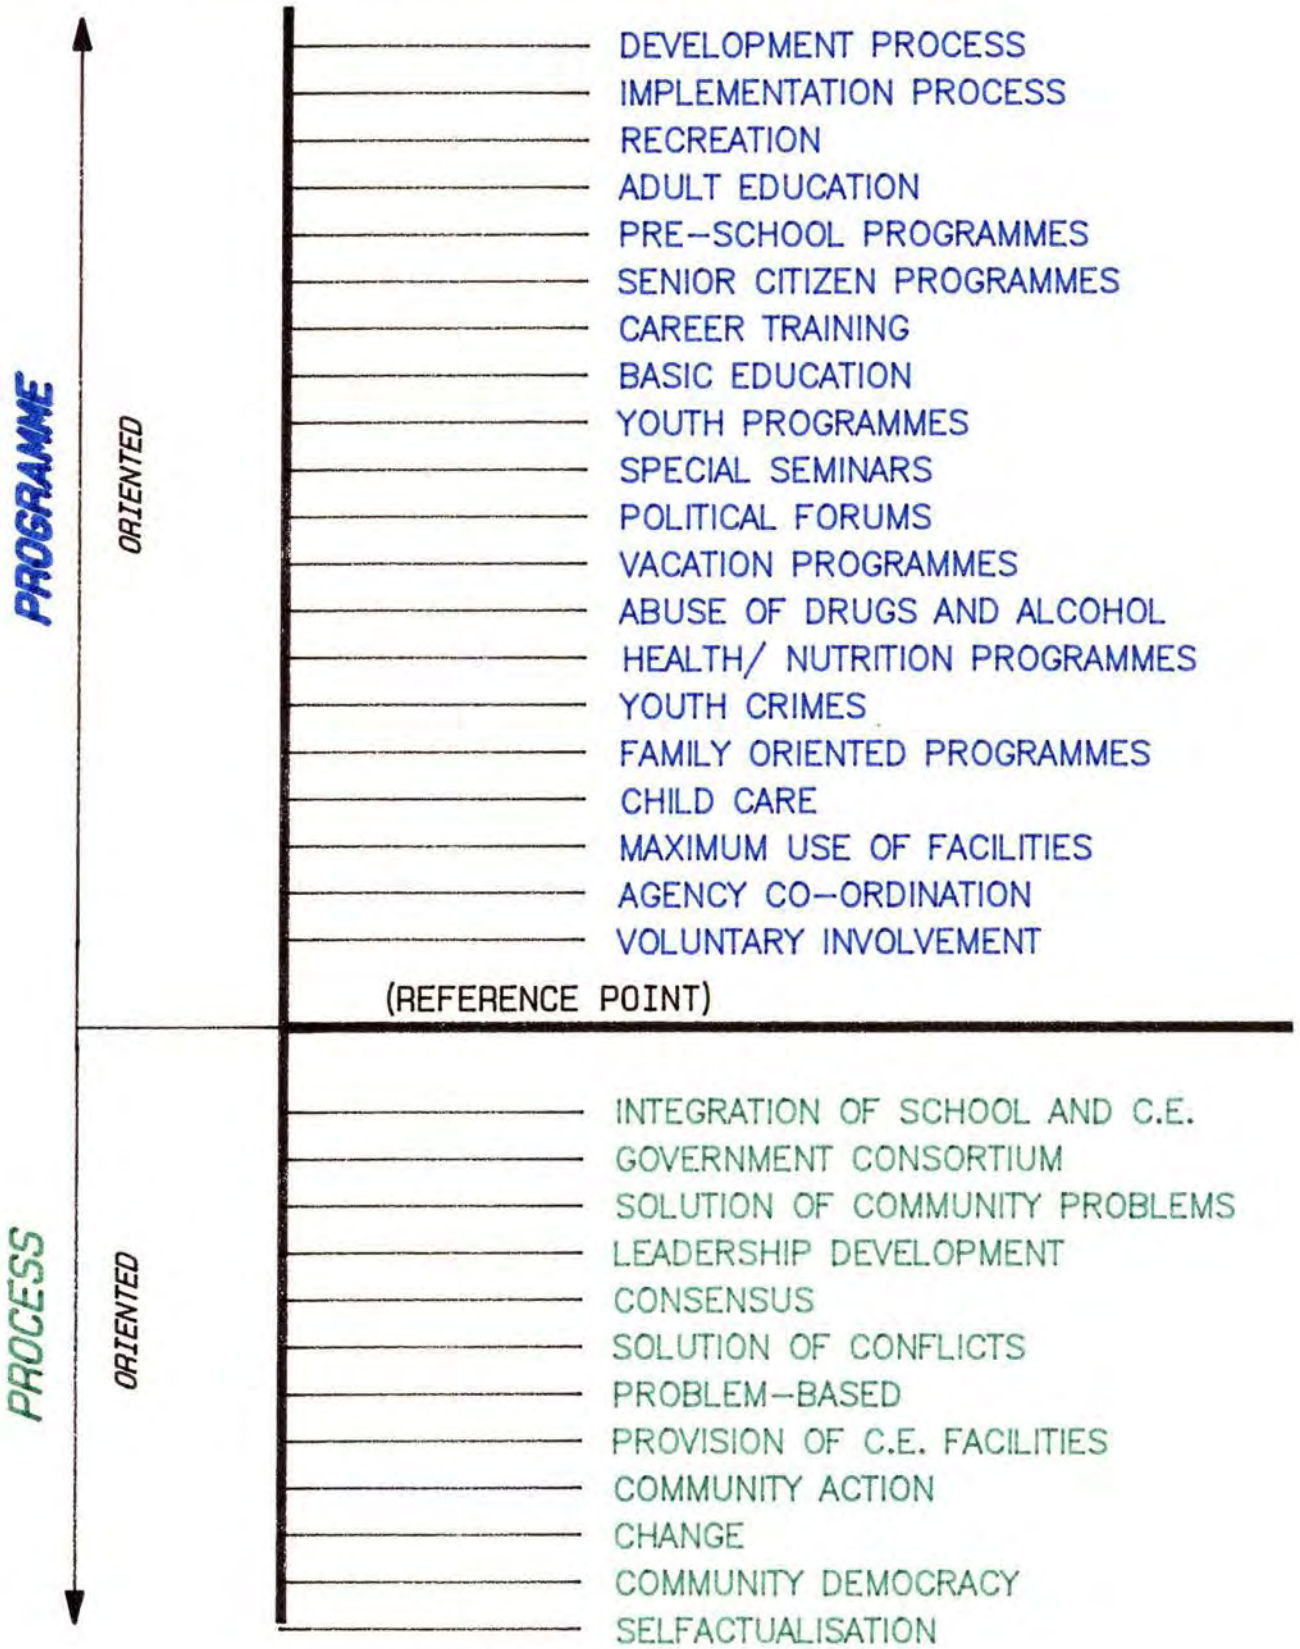 DEVELOPMENT PROCESS
IMPLEMENTATION PROCESS
RECREATION
ADULT EDUCATION
PRE-SCHOOL PROGRAMMES
SENIOR CITIZEN PROGRAMMES
CAREER TRAINING
BASIC EDUCATION
YOUTH PROGRAMMES
SPECIAL SEMINARS
POLITICAL FORUMS
VACATION PROGRAMMES
ABUSE OF DRUGS AND ALCOHOL
HEALTH/ NUTRITION PROGRAMMES
YOUTH CRIMES
FAMILY ORIENTED PROGRAMMES
CHILD CARE
MAXIMUM USE OF FACILITIES
AGENCY CO-ORDINATION
VOLUNTARY INVOLVEMENT
PROGRAMME
ORIENTED
(REFERENCE POINT)
INTEGRATION OF SCHOOL AND C.E.
GOVERNMENT CONSORTIUM
SOLUTION OF COMMUNITY PROBLEMS
LEADERSHIP DEVELOPMENT
CONSENSUS
SOLUTION OF CONFLICTS
PROBLEM-BASED
PROVISION OF C.E. FACILITIES
COMMUNITY ACTION
CHANGE
COMMUNITY DEMOCRACY
SELFACTUALISATION
PROCESS
ORIENTED